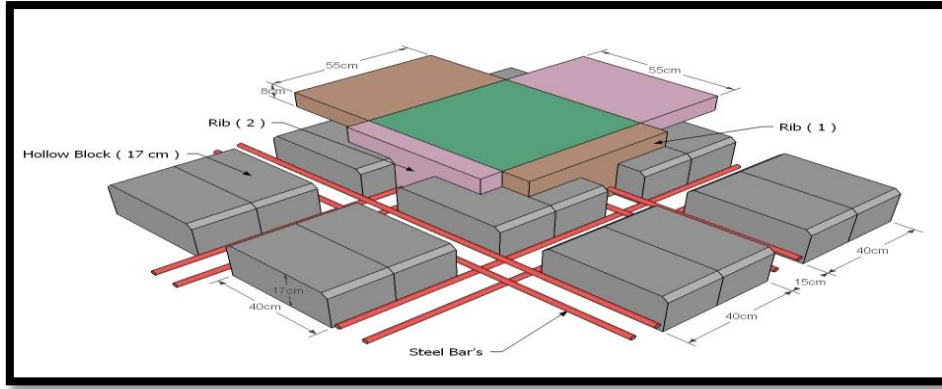 55cm
55cm
8cm
Rib ( 2 )
Rib ( 1 )
Hollow Block ( 17 cm )
17cm
40cm
40cm
15cm
40cm
Steel Bar's